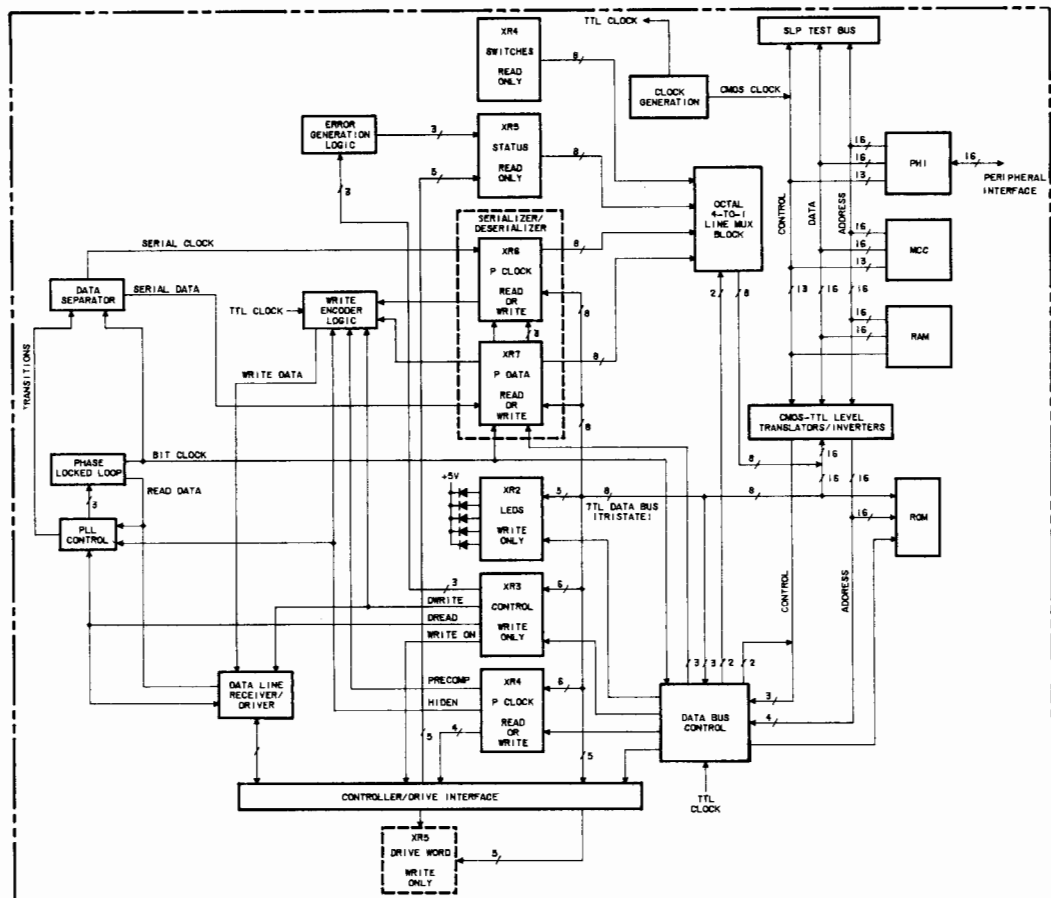 TTL CLOCK
SLP TEST BUS
XR4
SWITCHES
READ
ONLY
8
CLOCK
GENERATION
CMOS CLOCK
ERROR
GENERATION
LOGIC
3
XR5
STATUS
READ
ONLY
8
5
3
16
16
13
PHI
16
PERIPHERAL
INTERFACE
OCTAL
4-TO-1
LINE MUX
BLOCK
CONTROL
DATA
ADDRESS
SERIALIZER/
DESERIALIZER
SERIAL CLOCK
XR6
P CLOCK
READ
OR
WRITE
8
16
16
13
MCC
DATA
SEPARATOR
SERIAL DATA
TTL CLOCK
WRITE
ENCODER
LOGIC
2
8
13
16
16
8
3
TRANSITIONS
WRITE DATA
XR7
P DATA
READ
OR
WRITE
8
16
16
RAM
CMOS-TTL LEVEL
TRANSLATORS/INVERTERS
8
PHASE
LOCKED LOOP
BIT CLOCK
READ DATA
3
8
16
16
16
+5V
XR2
LEDS
WRITE
ONLY
5
8
TTL DATA BUS
(TRISTATE)
8
16
ROM
PLL
CONTROL
CONTROL
ADDRESS
3
DWRITE
DREAD
WRITE ON
XR3
CONTROL
WRITE
ONLY
6
3
3
2
2
DATA LINE
RECEIVER/
DRIVER
PRECOMP
HIDEN
XR4
P CLOCK
READ
OR
WRITE
6
4
5
5
DATA BUS
CONTROL
3
4
TTL
CLOCK
CONTROLLER/DRIVE INTERFACE
XR5
DRIVE WORD
WRITE
ONLY
5